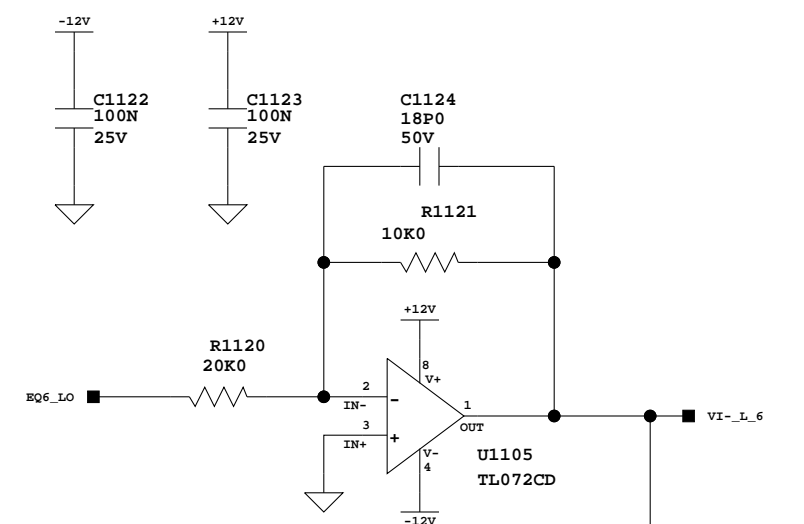 -12V
+12V
C1122
100N
25V
C1123
100N
25V
C1124
18P0
50V
R1121
10K0
+12V
R1120
20K0
8
V+
EQ6_LO
2
IN-
-
1
OUT
VI-_L_6
3
IN+
+
V-
4
U1105
TL072CD
-12V